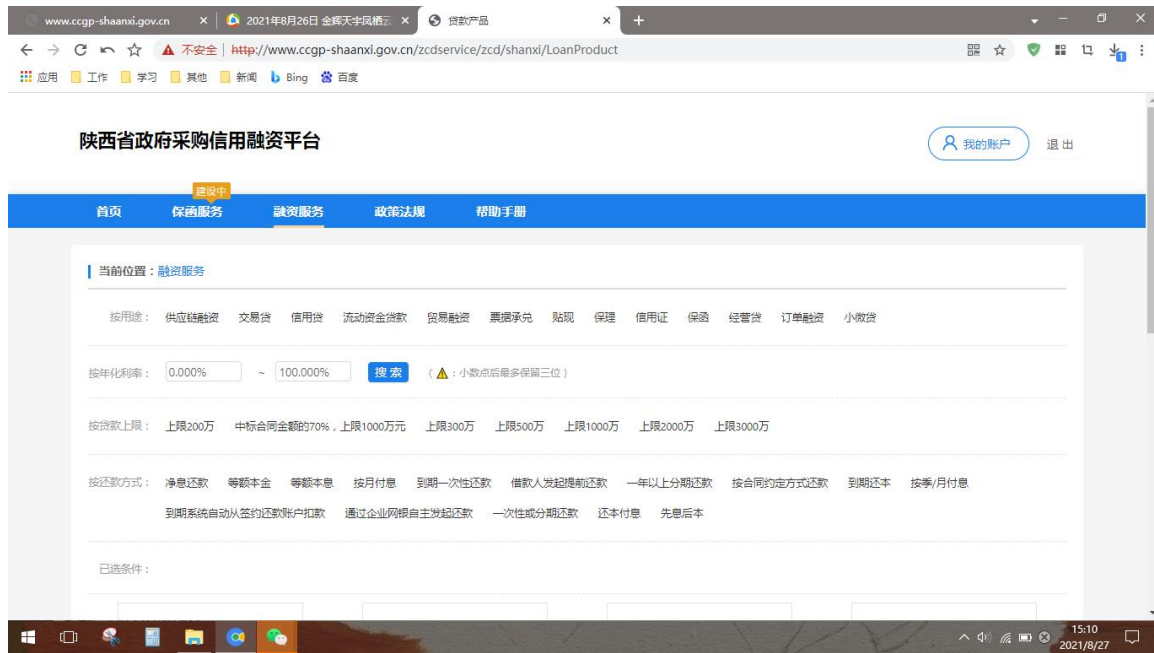 www.ccgp-shaanxi.gov.cn
2021年8月26日 金辉天宇凤栖云
贷款产品
不安全 http://www.ccgp-shaanxi.gov.cn/zcdservice/zcd/shanxi/LoanProduct
应用 工作 学习 其他 新闻 Bing 百度
陕西省政府采购信用融资平台
我的账户 退出
建设中
首页 保函服务 融资服务 政策法规 帮助手册
当前位置：融资服务
按用途： 供应链融资 交易贷 信用贷 流动资金贷款 贸易融资 票据承兑 贴现 保理 信用证 保函 经营贷 订单融资 小微贷
按年化利率： 0.000% ~ 100.000% 搜索 （ ：小数点后最多保留三位）
按贷款上限： 上限200万 中标合同金额的70%，上限1000万元 上限300万 上限500万 上限1000万 上限2000万 上限3000万
按还款方式： 净息还款 等额本金 等额本息 按月付息 到期一次性还款 借款人发起提前还款 一年以上分期还款 按合同约定方式还款 到期还本 按季/月付息
到期系统自动从签约还款账户扣款 通过企业网银自主发起还款 一次性或分期还款 还本付息 先息后本
已选条件：
15:10
2021/8/27